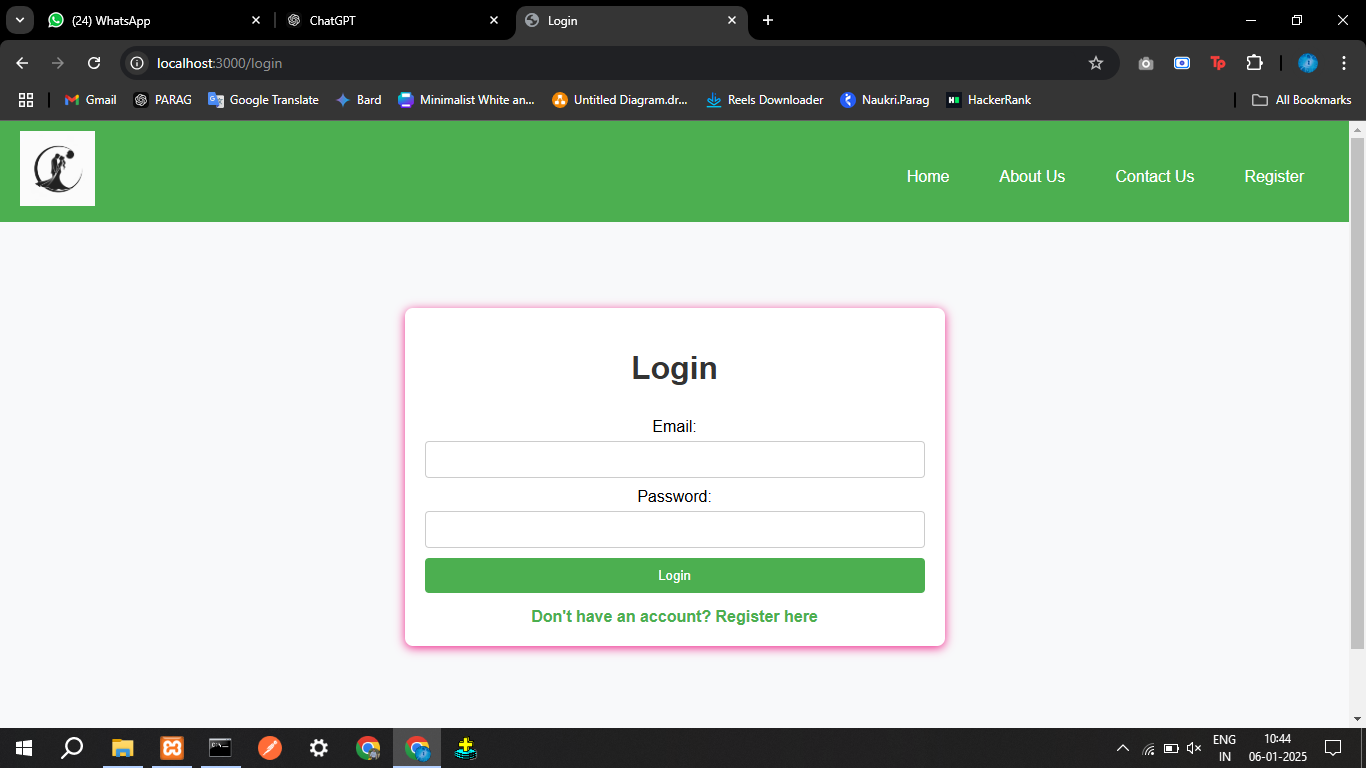 (24) WhatsApp
ChatGPT
Login
localhost:3000/login
Tp
Gmail
PARAG
Google Translate
Bard
Minimalist White an...
Untitled Diagram.dr...
Reels Downloader
Naukri.Parag
HackerRank
All Bookmarks
Home
About Us
Contact Us
Register
Login
Email:
Password:
Login
Don't have an account? Register here
ENG
IN
10:44
06-01-2025